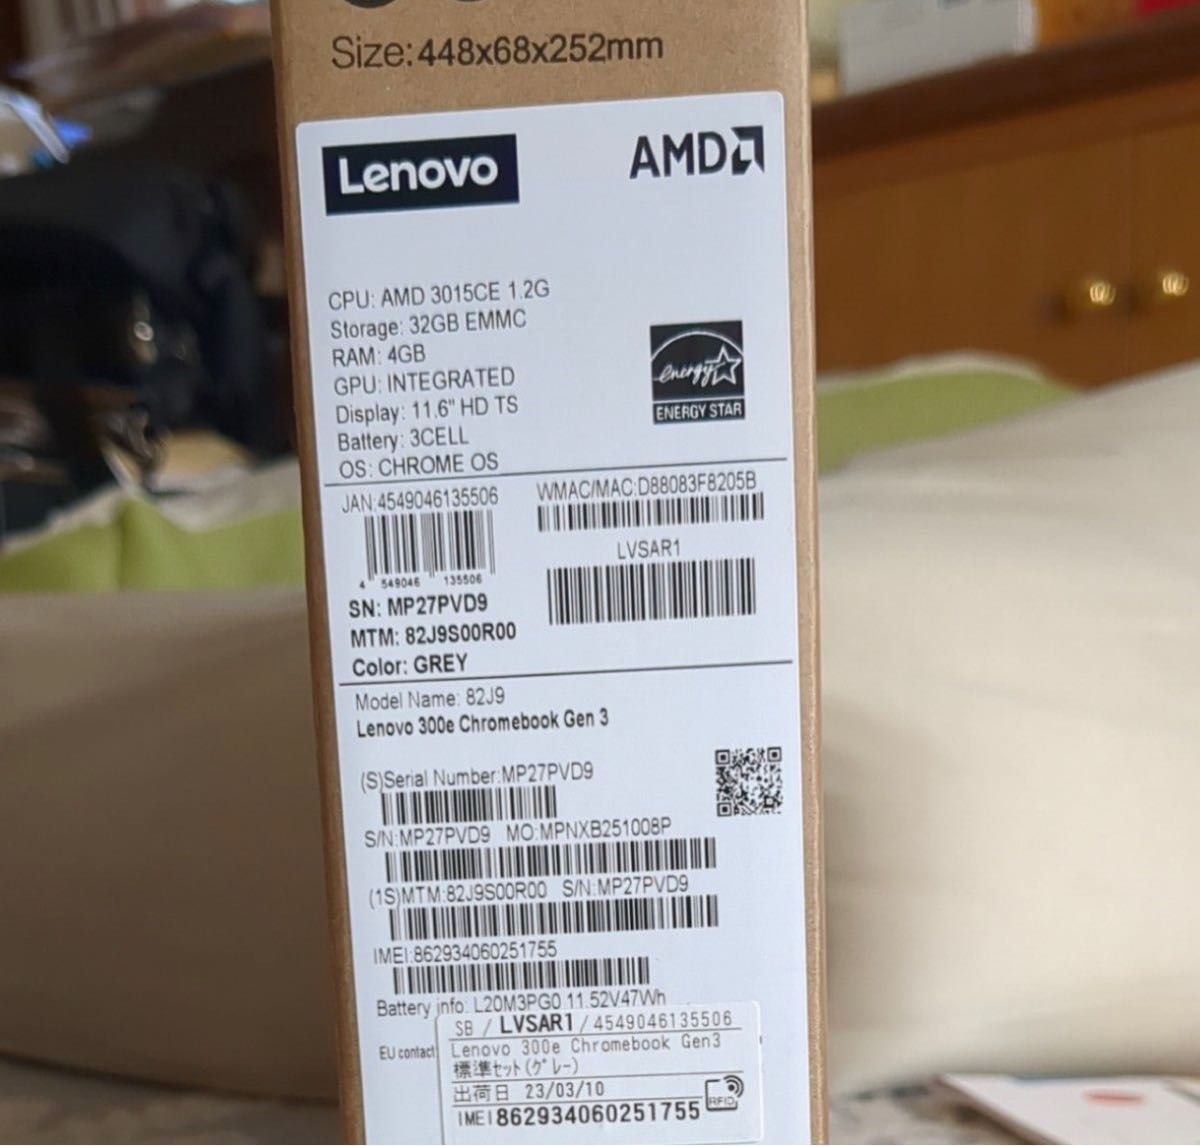 Size:448x68x252mm
Lenovo
AMD
CPU: AMD 3015CE 1.2G
Storage: 32GB EMMC
RAM: 4GB
GPU: INTEGRATED
Display: 11.6" HD TS
Battery: 3CELL
OS: CHROME OS
energy
ENERGY STAR
JAN:4549046135506
4 549046 135506
WMAC/MAC:D88083F8205B
LVSAR1
SN: MP27PVD9
MTM: 82J9S00R00
Color: GREY
Model Name: 82J9
Lenovo 300e Chromebook Gen 3
(S)Serial Number:MP27PVD9
S/N:MP27PVD9 MO:MPNXB251008P
(1S)MTM:82J9S00R00 S/N:MP27PVD9
IMEI:862934060251755
Battery info: L20M3PG0 11.52V47Wh
EU contact
SB / LVSAR1 / 4549046135506
Lenovo 300e Chromebook Gen3
標準セット(グレー)
出荷日 23/03/10
IMEI862934060251755
RFID